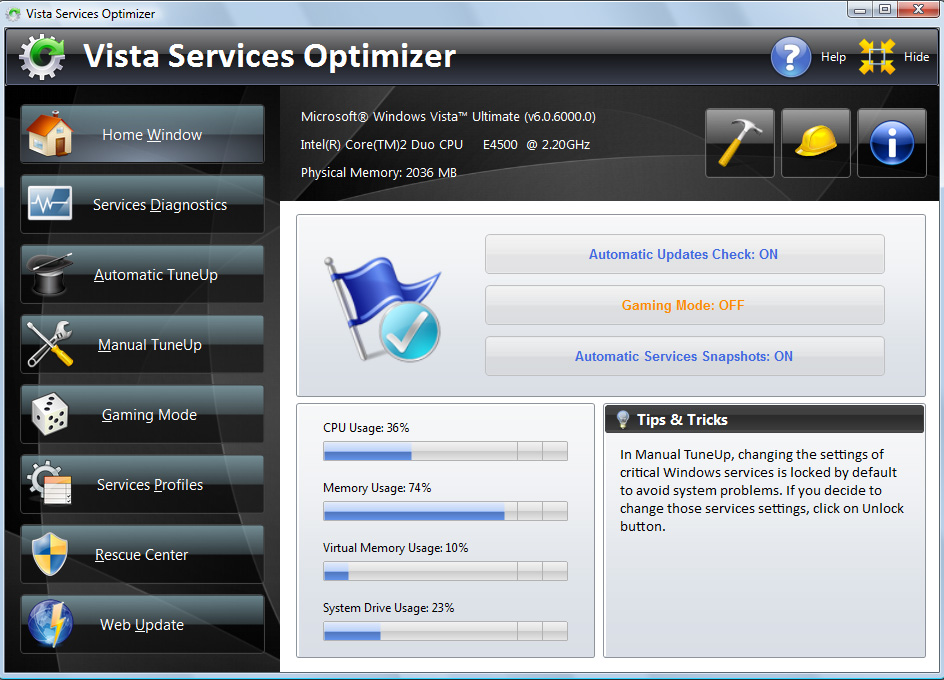 Vista Services Optimizer
Vista Services Optimizer
Help
Hide
Home Window
Services Diagnostics
Automatic TuneUp
Manual TuneUp
Gaming Mode
Services Profiles
Rescue Center
Web Update
Microsoft® Windows Vista™ Ultimate (v6.0.6000.0)
Intel(R) Core(TM)2 Duo CPU E4500 @ 2.20GHz
Physical Memory: 2036 MB
Automatic Updates Check: ON
Gaming Mode: OFF
Automatic Services Snapshots: ON
CPU Usage: 36%
Memory Usage: 74%
Virtual Memory Usage: 10%
System Drive Usage: 23%
Tips & Tricks
In Manual TuneUp, changing the settings of
critical Windows services is locked by default
to avoid system problems. If you decide to
change those services settings, click on Unlock
button.